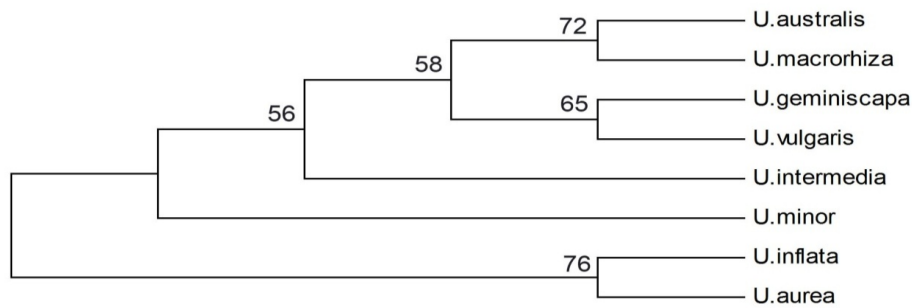 72
U.australis
58
U.macrorhiza
56
65
U.geminiscapa
U.vulgaris
U.intermedia
U.minor
76
U.inflata
U.aurea